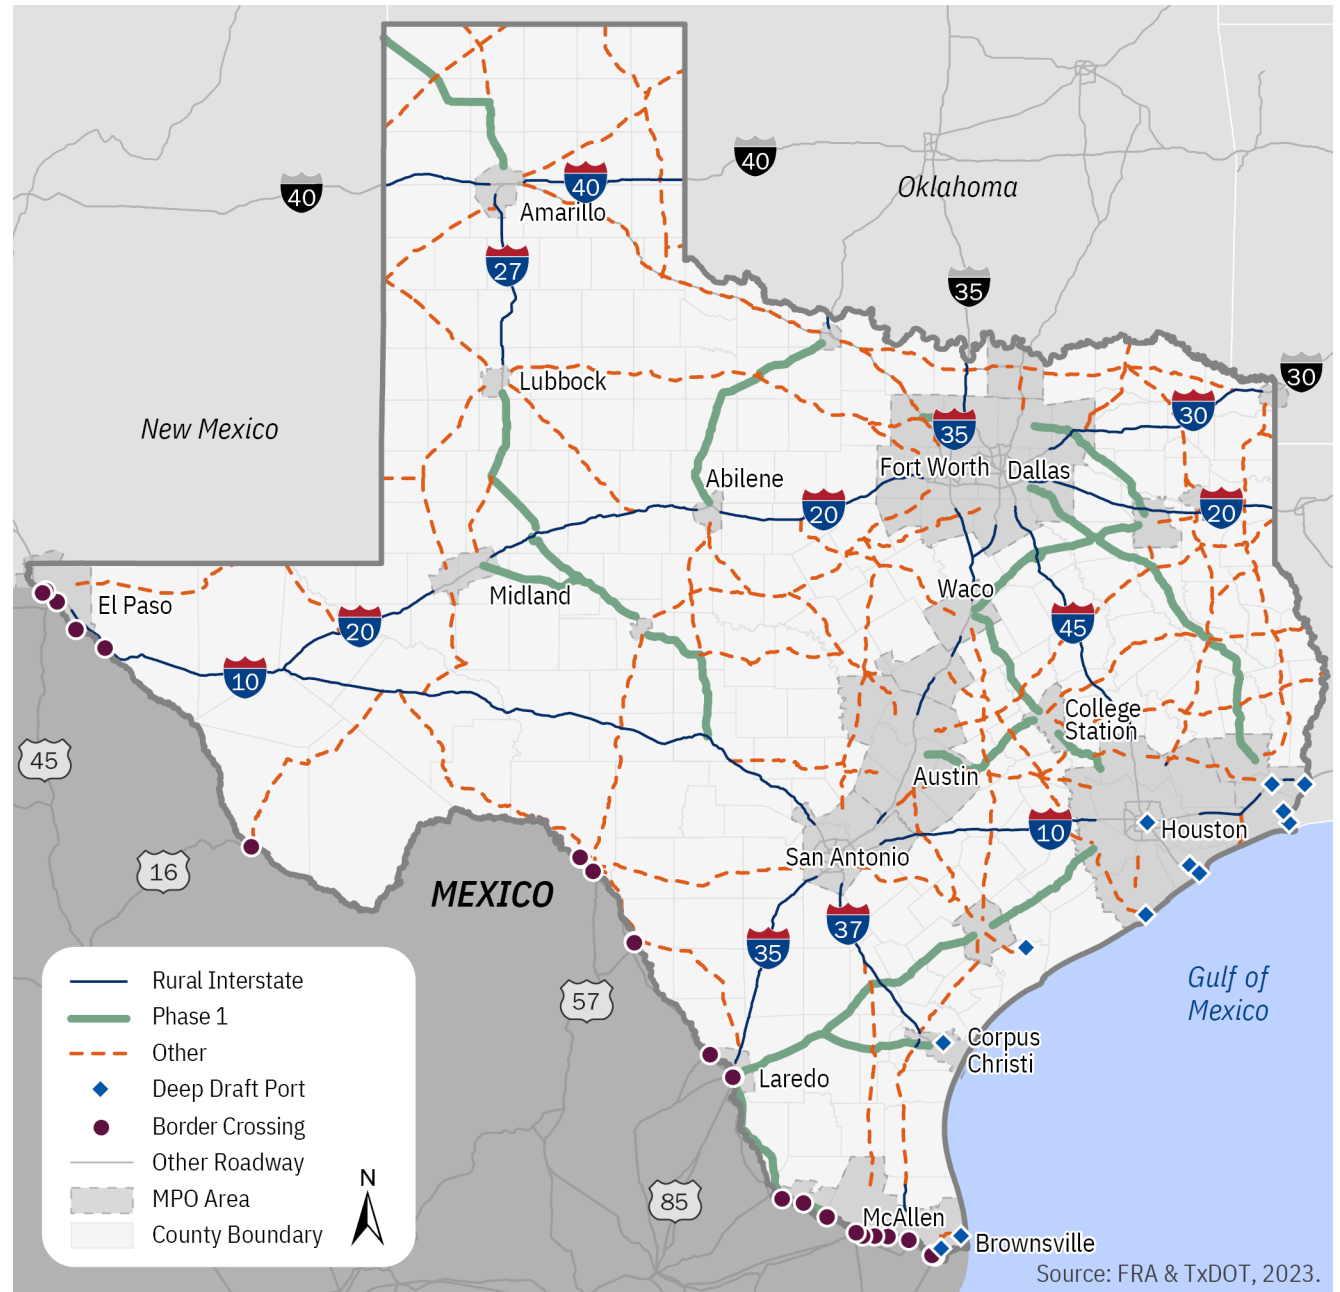 40
Oklahoma
40
40
Amarillo
27
35
30
Lubbock
30
New Mexico
35
Fort Worth
Dallas
Abilene
20
20
Waco
Midland
El Paso
20
45
10
College
Station
45
Austin
10
Houston
San Antonio
16
MEXICO
37
35
57
Gulf of
Mexico
Corpus
Christi
Laredo
85
McAllen
Brownsville
Rural Interstate
Phase 1
Other
Deep Draft Port
Border Crossing
Other Roadway
MPO Area
County Boundary
N
Source: FRA & TxDOT, 2023.